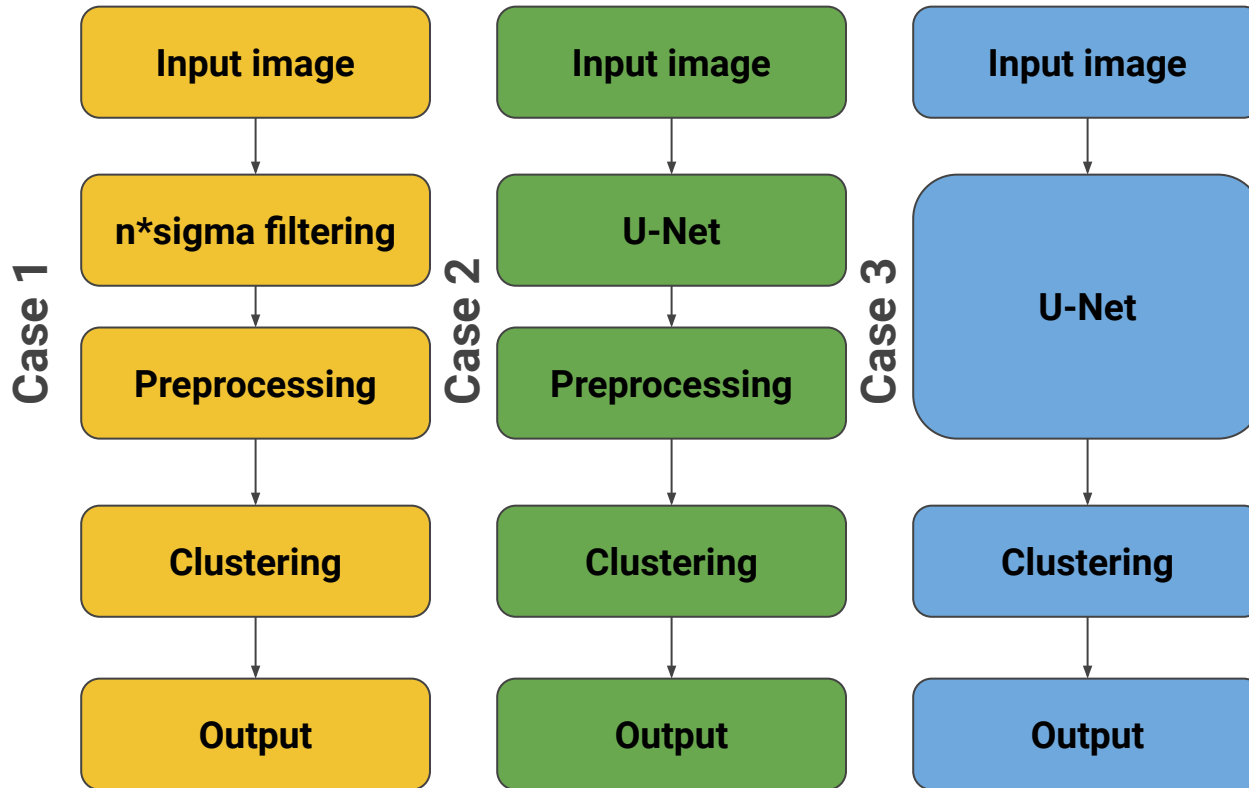 Case 1
Input image
n*sigma filtering
Preprocessing
Clustering
Output
Case 2
Input image
U-Net
Preprocessing
Clustering
Output
Case 3
Input image
U-Net
Clustering
Output